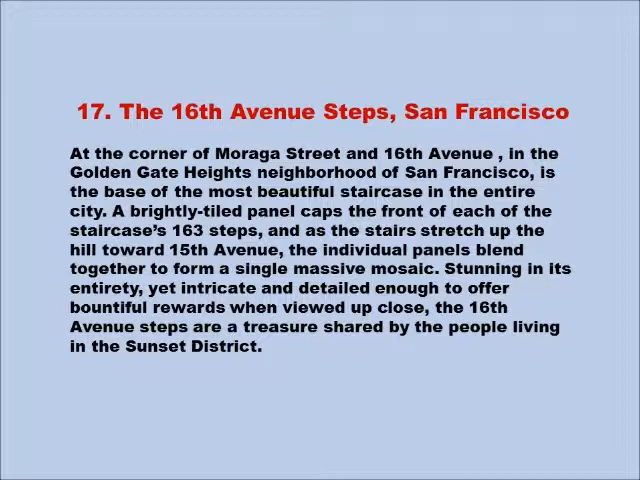 17. The 16th Avenue Steps, San Francisco
At the corner of Moraga Street and 16th Avenue , in the
Golden Gate Heights neighborhood of San Francisco, is
the base of the most beautiful staircase in the entire
city. A brightly-tiled panel caps the front of each of the
staircase’s 163 steps, and as the stairs stretch up the
hill toward 15th Avenue, the individual panels blend
together to form a single massive mosaic. Stunning in its
entirety, yet intricate and detailed enough to offer
bountiful rewards when viewed up close, the 16th
Avenue steps are a treasure shared by the people living
in the Sunset District.